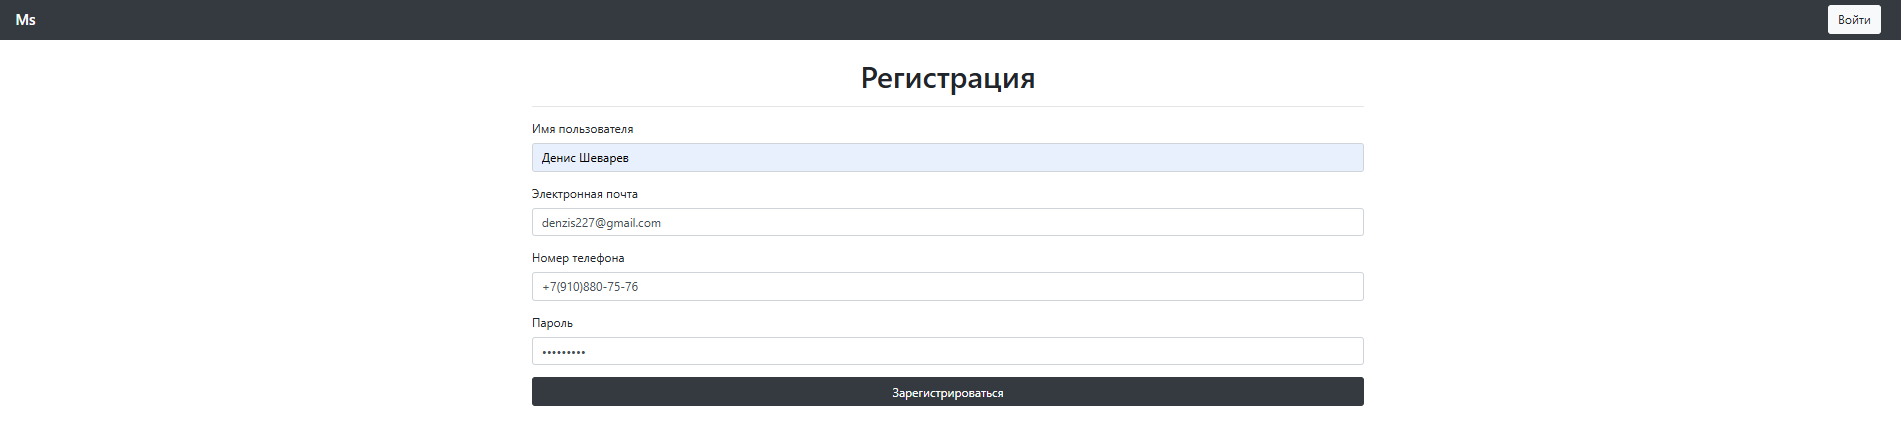 Ms
Войти
Регистрация
Имя пользователя
Денис Шеварев
Электронная почта
denzis227@gmail.com
Номер телефона
+7(910)880-75-76
Пароль
•••••••••
Зарегистрироваться